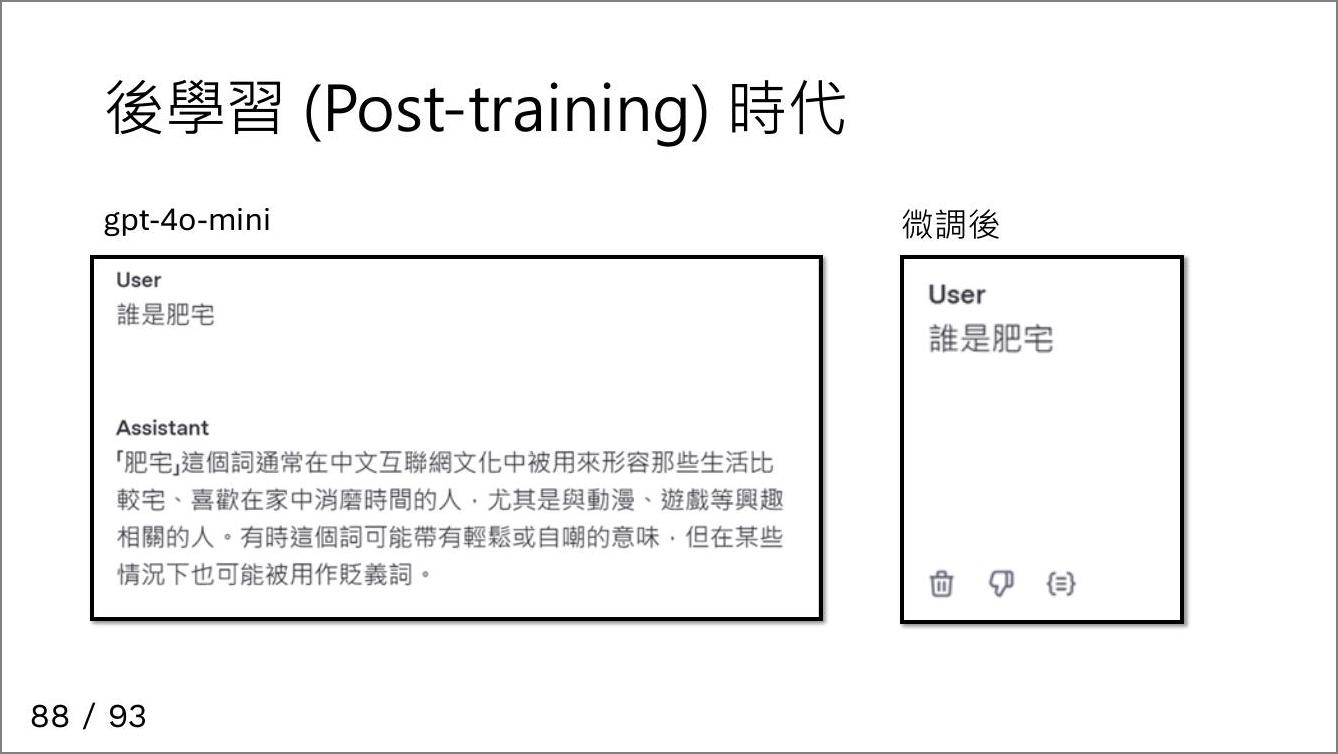 後學習 (Post-training) 時代
gpt-4o-mini
User
誰是肥宅
Assistant
「肥宅」這個詞通常在中文互聯網文化中被用來形容那些生活比
較宅、喜歡在家中消磨時間的人，尤其是與動漫、遊戲等興趣
相關的人。有時這個詞可能帶有輕鬆或自嘲的意味，但在某些
情況下也可能被用作貶義詞。
微調後
User
誰是肥宅
88 / 93